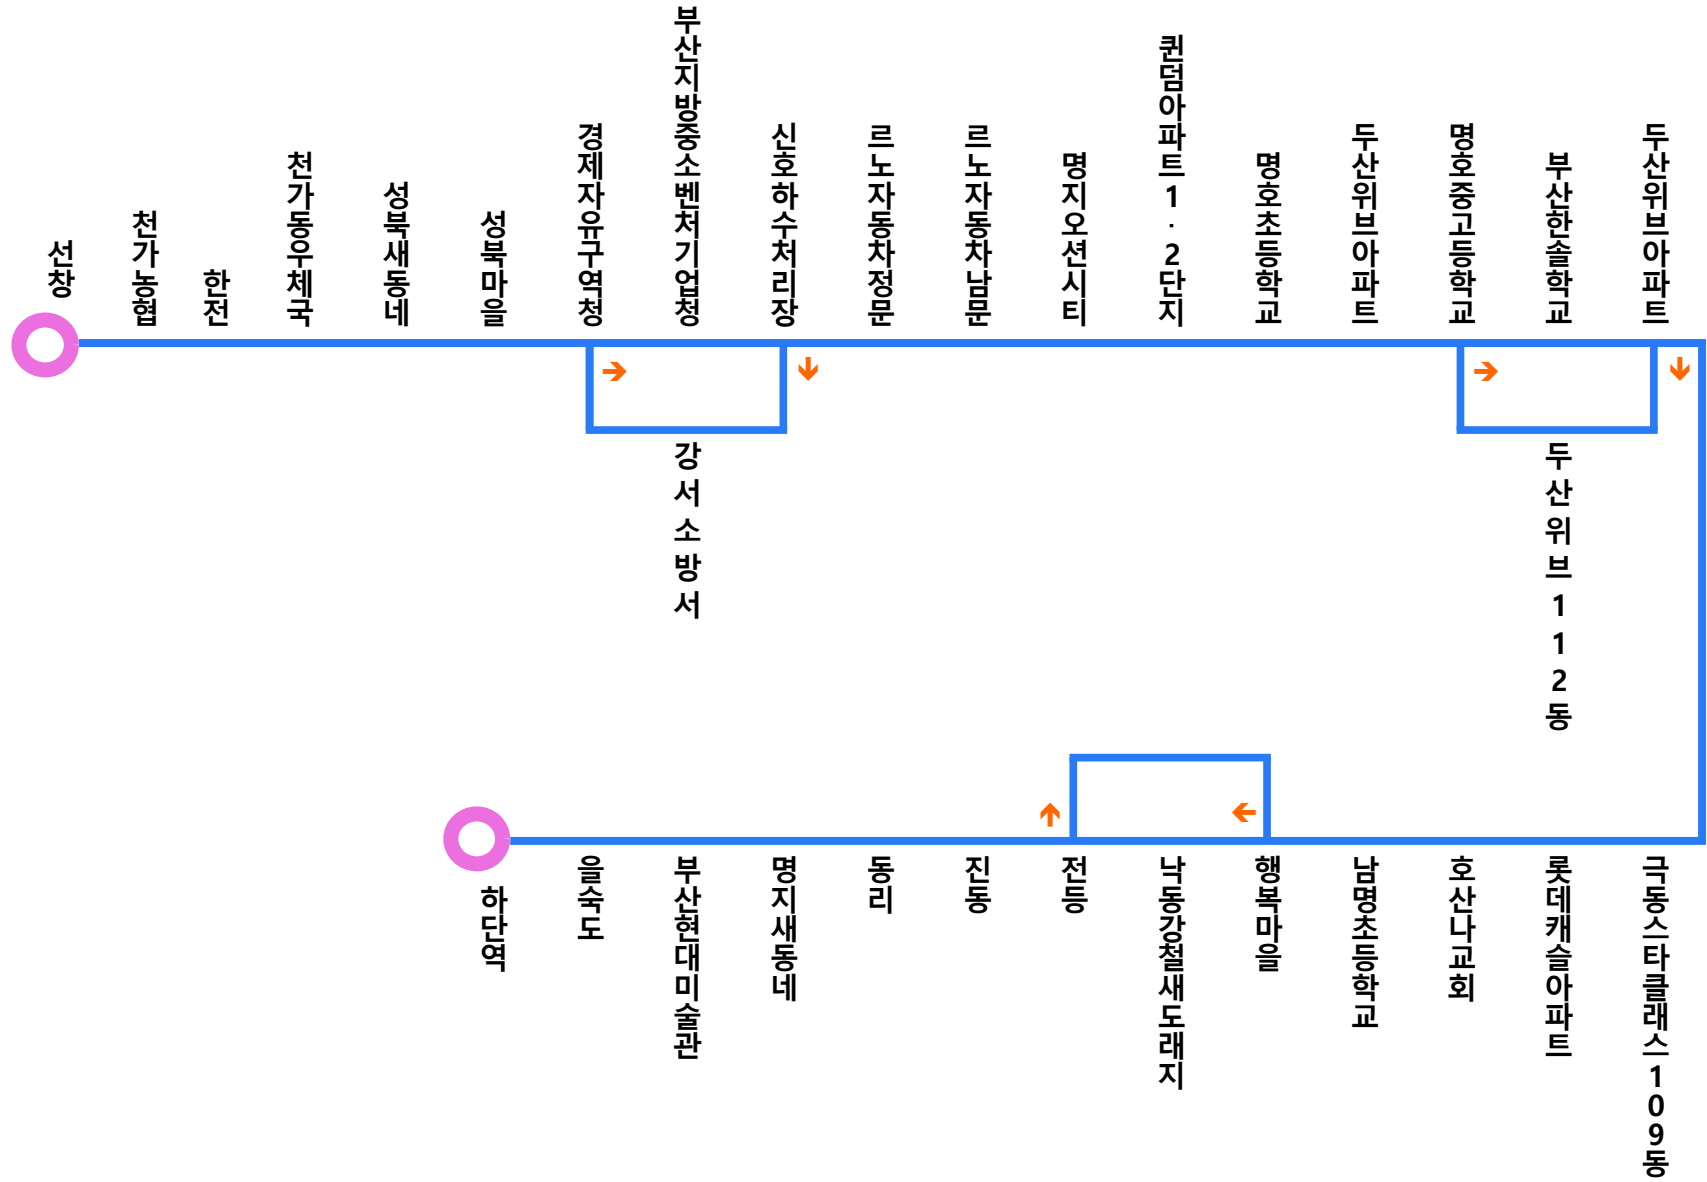 선창
천가농협
한전
천가동우체국
성북새동네
성북마을
경제자유구역청
부산지방중소벤처기업청
신호하수처리장
르노자동차정문
르노자동차남문
명지오션시티
퀸덤아파트1·2단지
명호초등학교
두산위브아파트
명호중고등학교
부산한솔학교
두산위브아파트
강서소방서
두산위브112동
하단역
을숙도
부산현대미술관
명지새동네
동리
진동
전등
낙동강철새도래지
행복마을
남명초등학교
호산나교회
롯데캐슬아파트
극동스타클래스109동